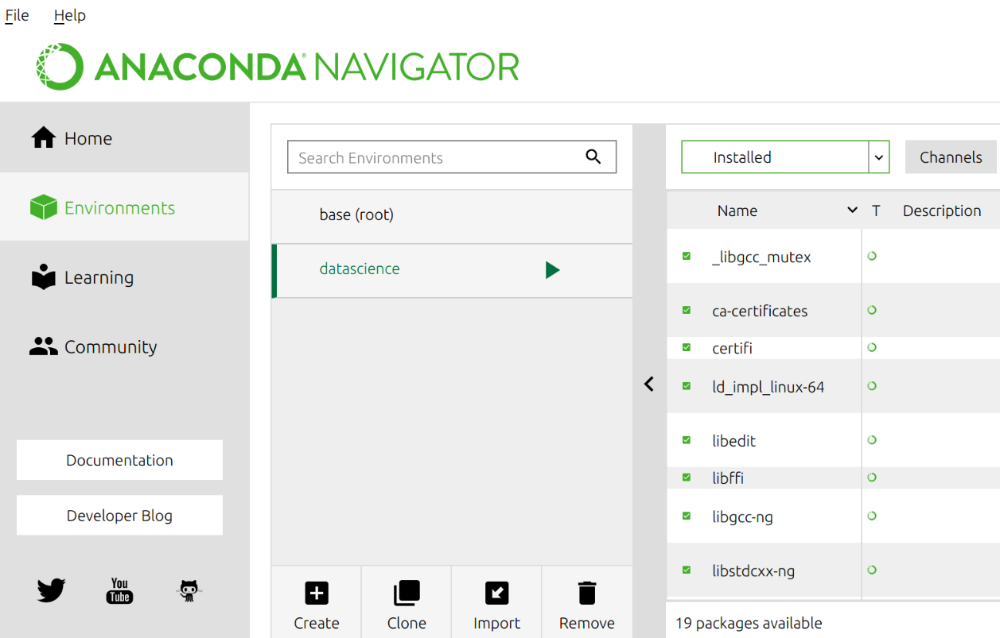 File Help
ANACONDA NAVIGATOR
Home
Environments
Learning
Community
Documentation
Developer Blog
You
Tube
Search Environments
base (root)
datascience
Create Clone Import Remove
Installed Channels
Name T Description
_libgcc_mutex
ca-certificates
certifi
ld_impl_linux-64
libedit
libffi
libgcc-ng
libstdcxx-ng
19 packages available